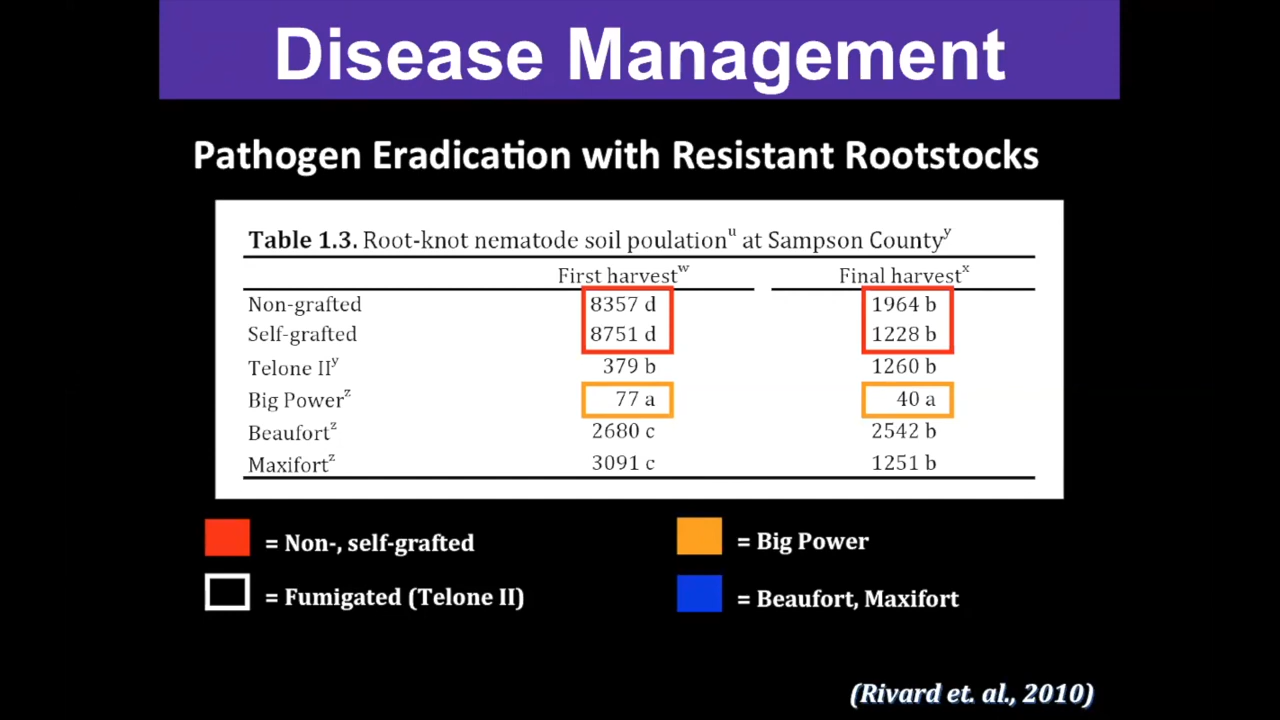 Disease Management
Pathogen Eradication with Resistant Rootstocks
Table 1.3. Root-knot nematode soil poulationᵘ at Sampson Countyʸ
First harvestʷ Final harvestˣ
Non-grafted 8357 d 1964 b
Self-grafted 8751 d 1228 b
Telone IIʸ 379 b 1260 b
Big Powerᶻ 77 a 40 a
Beaufortᶻ 2680 c 2542 b
Maxifortᶻ 3091 c 1251 b
= Non-, self-grafted
= Big Power
= Fumigated (Telone II)
= Beaufort, Maxifort
(Rivard et. al., 2010)